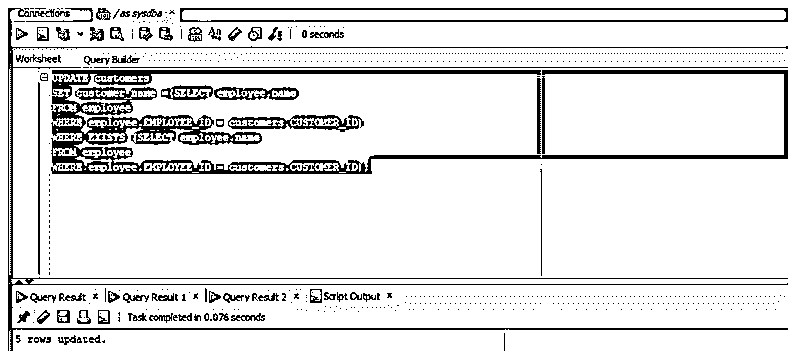 Connections / as sysdba ×
0 seconds
Worksheet Query Builder
UPDATE customers
SET customer_name =(SELECT employee.name
FROM employee
WHERE employee.EMPLOYEE_ID = customers.CUSTOMER_ID)
WHERE EXISTS (SELECT employee.name
FROM employee
WHERE employee.EMPLOYEE_ID = customers.CUSTOMER_ID);
Query Result × Query Result 1 × Query Result 2 × Script Output ×
Task completed in 0.076 seconds
5 rows updated.